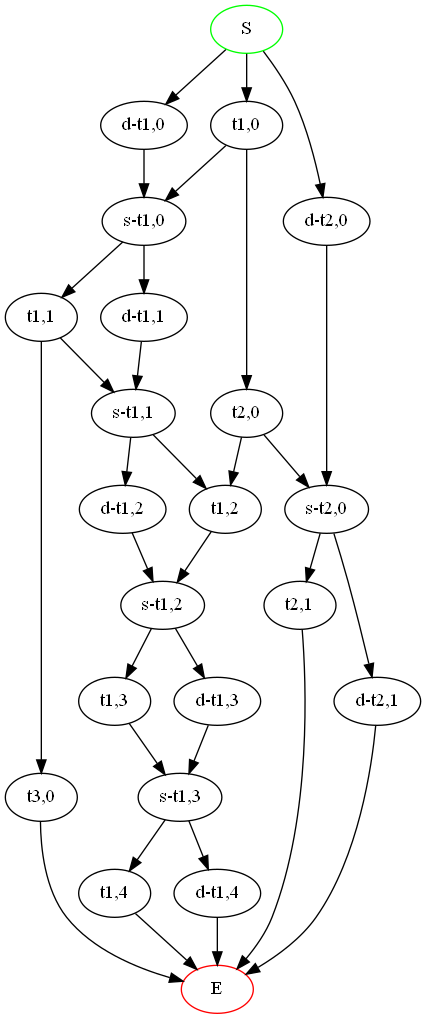 S
d-t1,0
t1,0
s-t1,0
d-t2,0
t1,1
d-t1,1
s-t1,1
t2,0
d-t1,2
t1,2
s-t2,0
s-t1,2
t2,1
t1,3
d-t1,3
d-t2,1
t3,0
s-t1,3
t1,4
d-t1,4
E